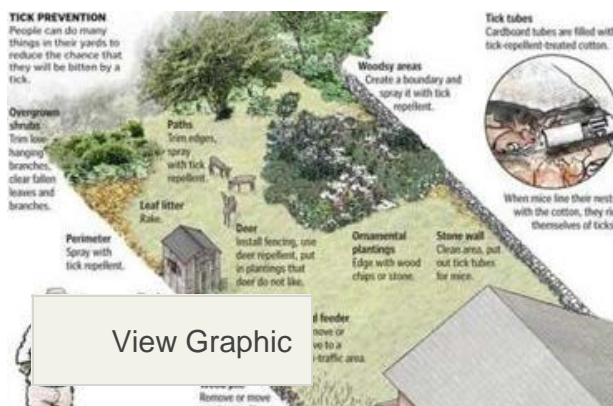 TICK PREVENTION
People can do many
things in their yards to
reduce the chance that
they will be bitten by a
tick.
Tick tubes
Cardboard tubes are filled with
tick-repellent-treated cotton.
Woodsy areas
Create a boundary and
spray it with tick
repellent.
Overgrown
shrubs
Trim low-
hanging
branches,
clear fallen
leaves and
branches.
Paths
Trim edges,
spray
with tick
repellent.
When mice line their nests
with the cotton, they
themselves of ticks
Leaf litter
Rake.
Perimeter
Spray with
tick repellent.
Deer
Install fencing, use
deer repellent, put
in plantings that
deer do not like.
Ornamental
plantings
Edge with wood
chips or stone.
Stone wall
Clean area, put
out tick tubes
for mice.
feeder
or
to a
-traffic area.
View Graphic
Remove or move